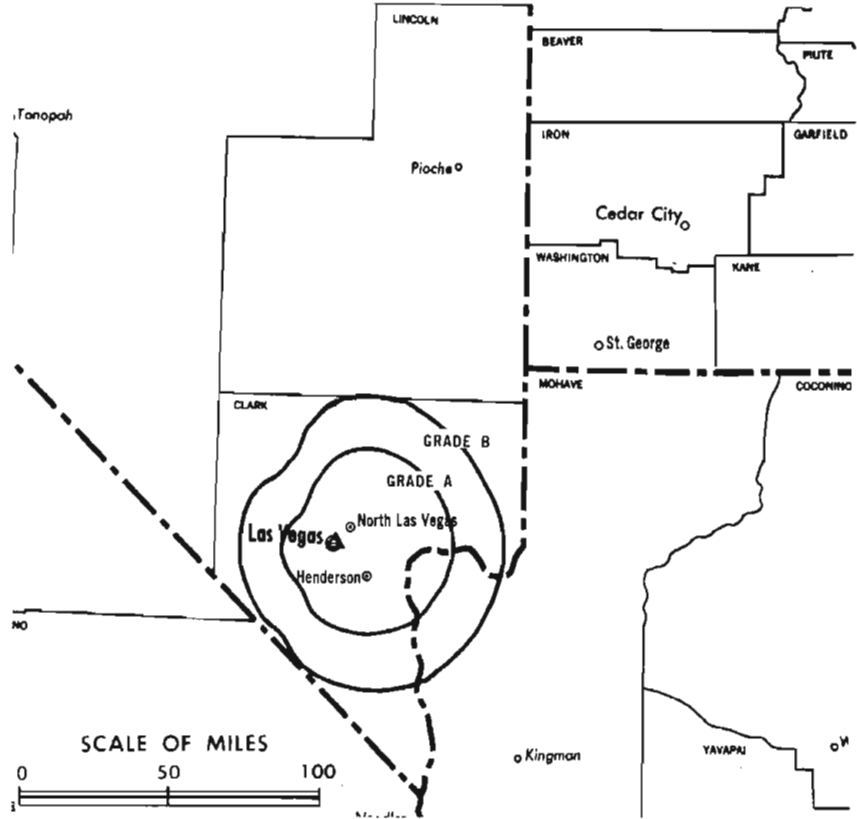 LINCOLN
BEAVER
PIUTE
Tonopah
IRON
GARFIELD
Pioche
Cedar City
WASHINGTON
KANE
St. George
MOHAVE
COCONINO
CLARK
GRADE B
GRADE A
North Las Vegas
Las Vegas
Henderson
NO
SCALE OF MILES
0 50 100
Kingman
YAVAPAI
W